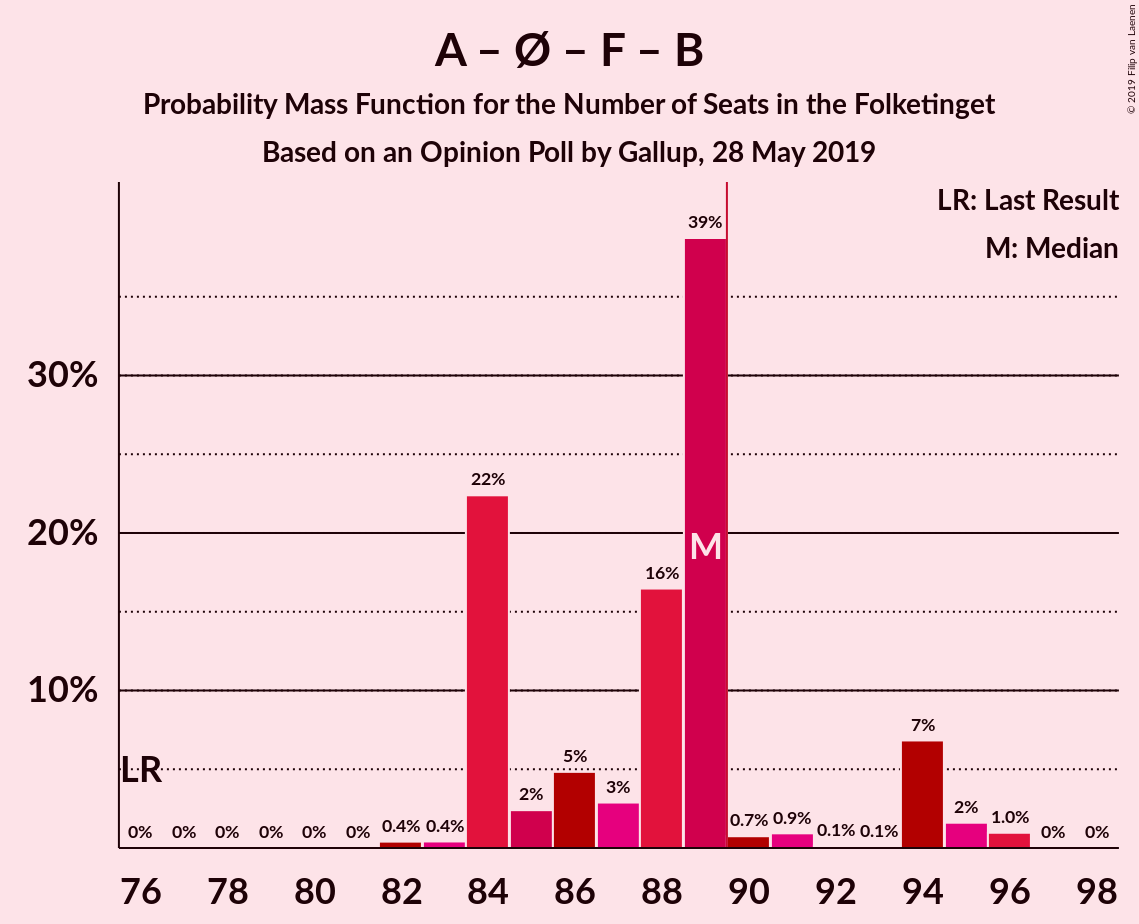 A – Ø – F – B
Probability Mass Function for the Number of Seats in the Folketinget
Based on an Opinion Poll by Gallup, 28 May 2019
© 2019 Filip van Laenen
LR: Last Result
M: Median
30%
20%
10%
LR
M
0% 0% 0% 0% 0% 0% 0.4% 0.4% 22% 2% 5% 3% 16% 39% 0.7% 0.9% 0.1% 0.1% 7% 2% 1.0% 0% 0%
76 78 80 82 84 86 88 90 92 94 96 98